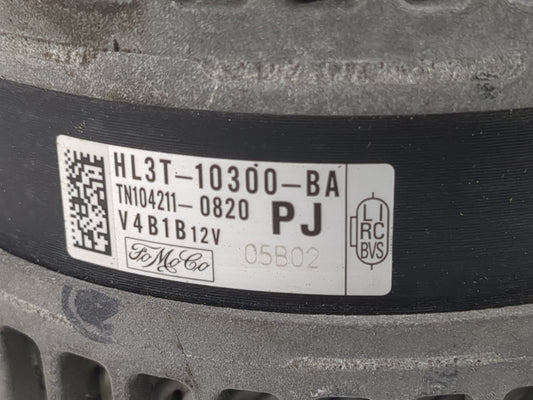 HL3T-10300-BA
TN104211-0820 PJ
V4B1B12V
FoMoCo 05B02
LI
RC
BVS